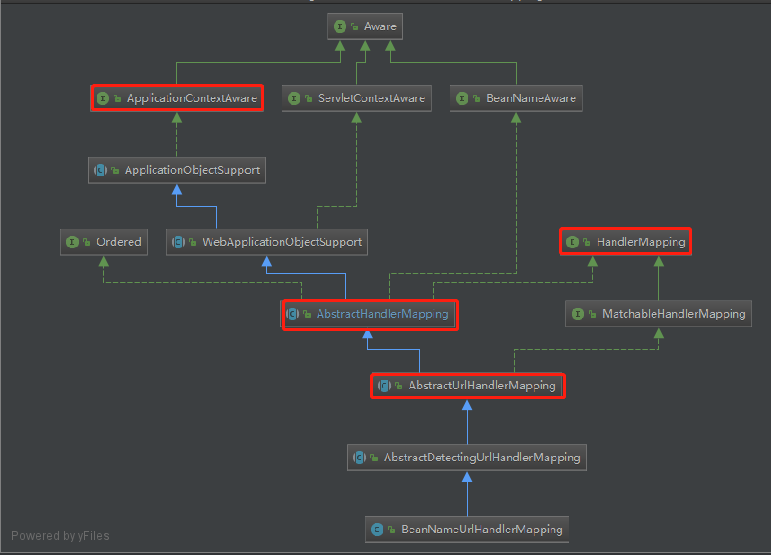 Aware
ApplicationContextAware
ServletContextAware
BeanNameAware
ApplicationObjectSupport
Ordered
WebApplicationObjectSupport
HandlerMapping
AbstractHandlerMapping
MatchableHandlerMapping
AbstractUrlHandlerMapping
AbstractDetectingUrlHandlerMapping
BeanNameUrlHandlerMapping
Powered by yFiles